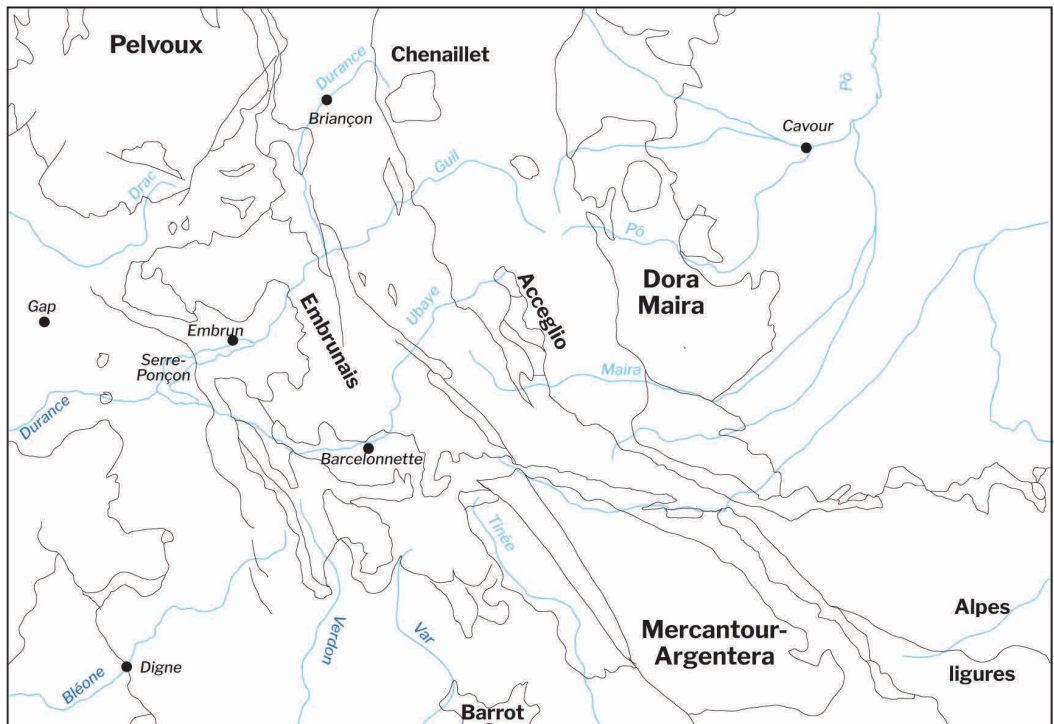 Pelvoux
Chenaillet
Durance
Briançon
Pô
Cavour
Guil
Drac
Pô
Dora
Maira
Acceglio
Ubaye
Embrunais
Gap
Embrun
Serre-
Ponçon
Maira
Durance
Barcelonnette
Tinée
Alpes
ligures
Mercantour-
Argentera
Verdon
Var
Digne
Bléone
Barrot